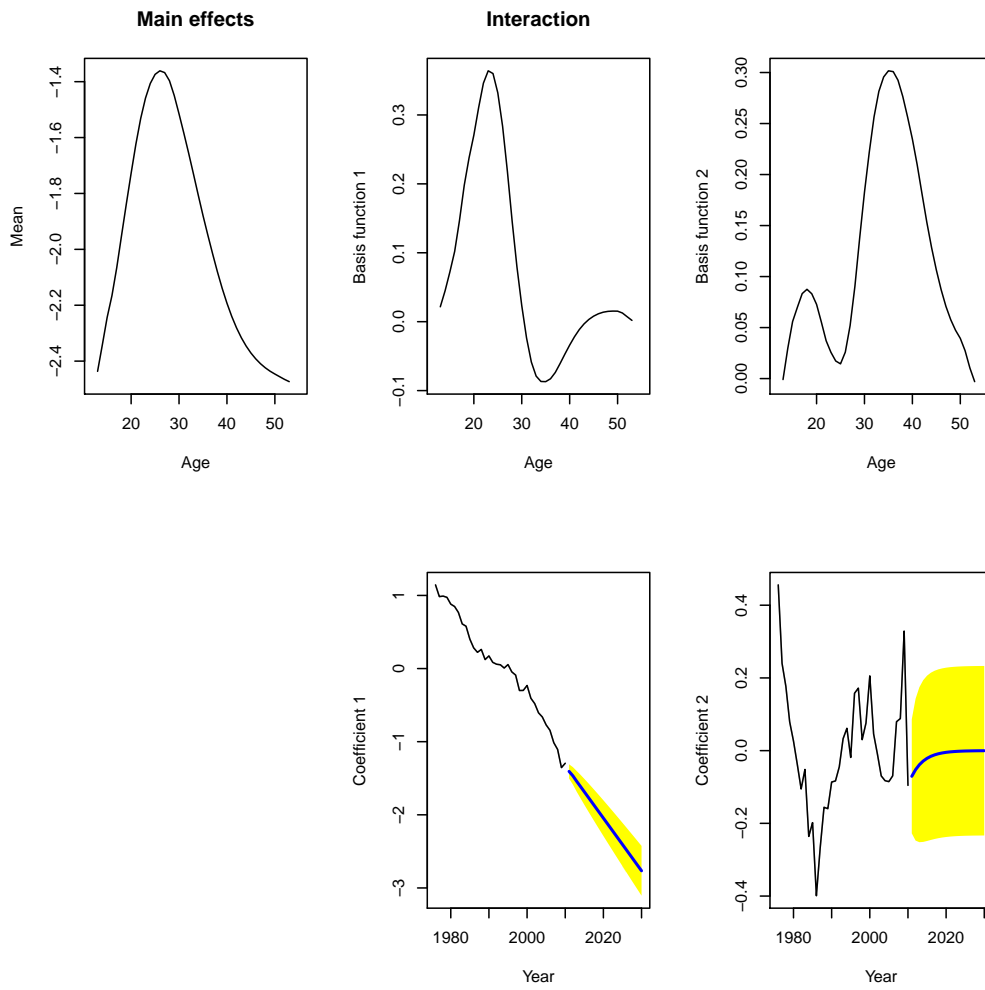 Main effects
Interaction
Mean
−2.4 −2.2 −2.0 −1.8 −1.6 −1.4
20 30 40 50
Age
Basis function 1
−0.1 0.0 0.1 0.2 0.3
20 30 40 50
Age
Basis function 2
0.00 0.05 0.10 0.15 0.20 0.25 0.30
20 30 40 50
Age
Coefficient 1
−3 −2 −1 0 1
1980 2000 2020
Year
Coefficient 2
−0.4 −0.2 0.0 0.2 0.4
1980 2000 2020
Year